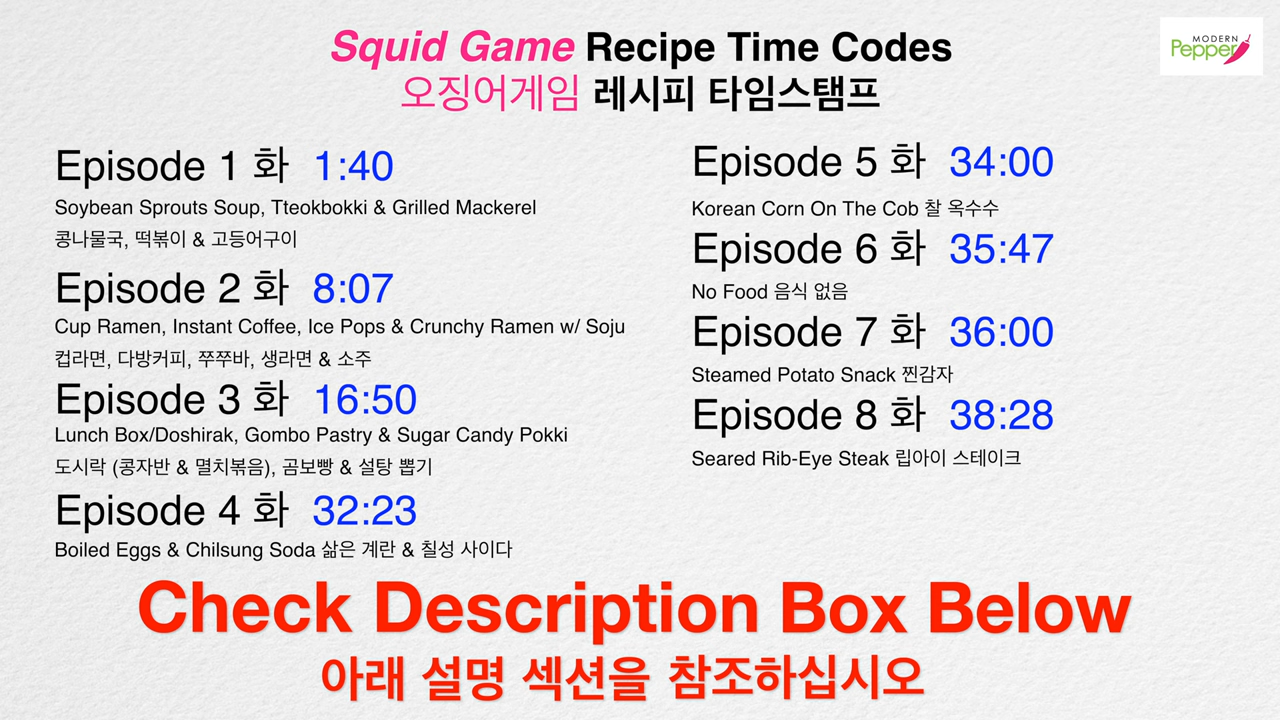 Squid Game Recipe Time Codes
오징어게임 레시피 타임스탬프
MODERN
Pepper
Episode 1 화 1:40
Soybean Sprouts Soup, Tteokbokki & Grilled Mackerel
콩나물국, 떡볶이 & 고등어구이
Episode 2 화 8:07
Cup Ramen, Instant Coffee, Ice Pops & Crunchy Ramen w/ Soju
컵라면, 다방커피, 쭈쭈바, 생라면 & 소주
Episode 3 화 16:50
Lunch Box/Doshirak, Gombo Pastry & Sugar Candy Pokki
도시락 (콩자반 & 멸치볶음), 곰보빵 & 설탕 뽑기
Episode 4 화 32:23
Boiled Eggs & Chilsung Soda 삶은 계란 & 칠성 사이다
Episode 5 화 34:00
Korean Corn On The Cob 찰 옥수수
Episode 6 화 35:47
No Food 음식 없음
Episode 7 화 36:00
Steamed Potato Snack 찐감자
Episode 8 화 38:28
Seared Rib-Eye Steak 립아이 스테이크
Check Description Box Below
아래 설명 섹션을 참조하십시오